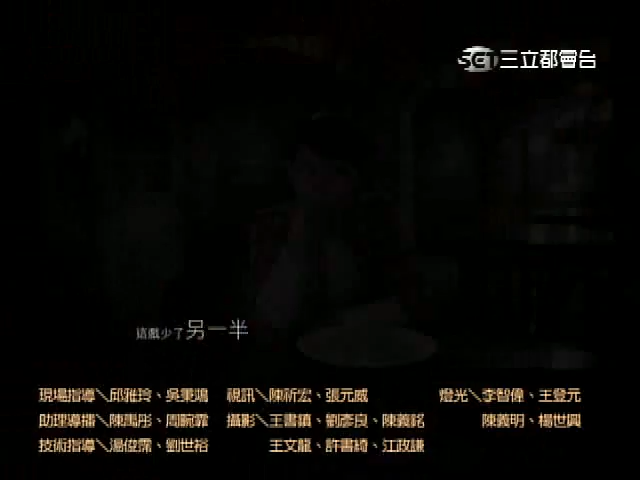 SET三立都會台
這戲少了另一半
現場指導＼邱雅玲、吳秉鴻 視訊＼陳祈宏、張元威 燈光＼李智偉、王登元
助理導播＼陳禹彤、周畹霏 攝影＼王書鎮、劉彥良、陳義銘 陳義明、楊世興
技術指導＼湯俊霈、劉世裕 王文龍、許書綺、江政謙